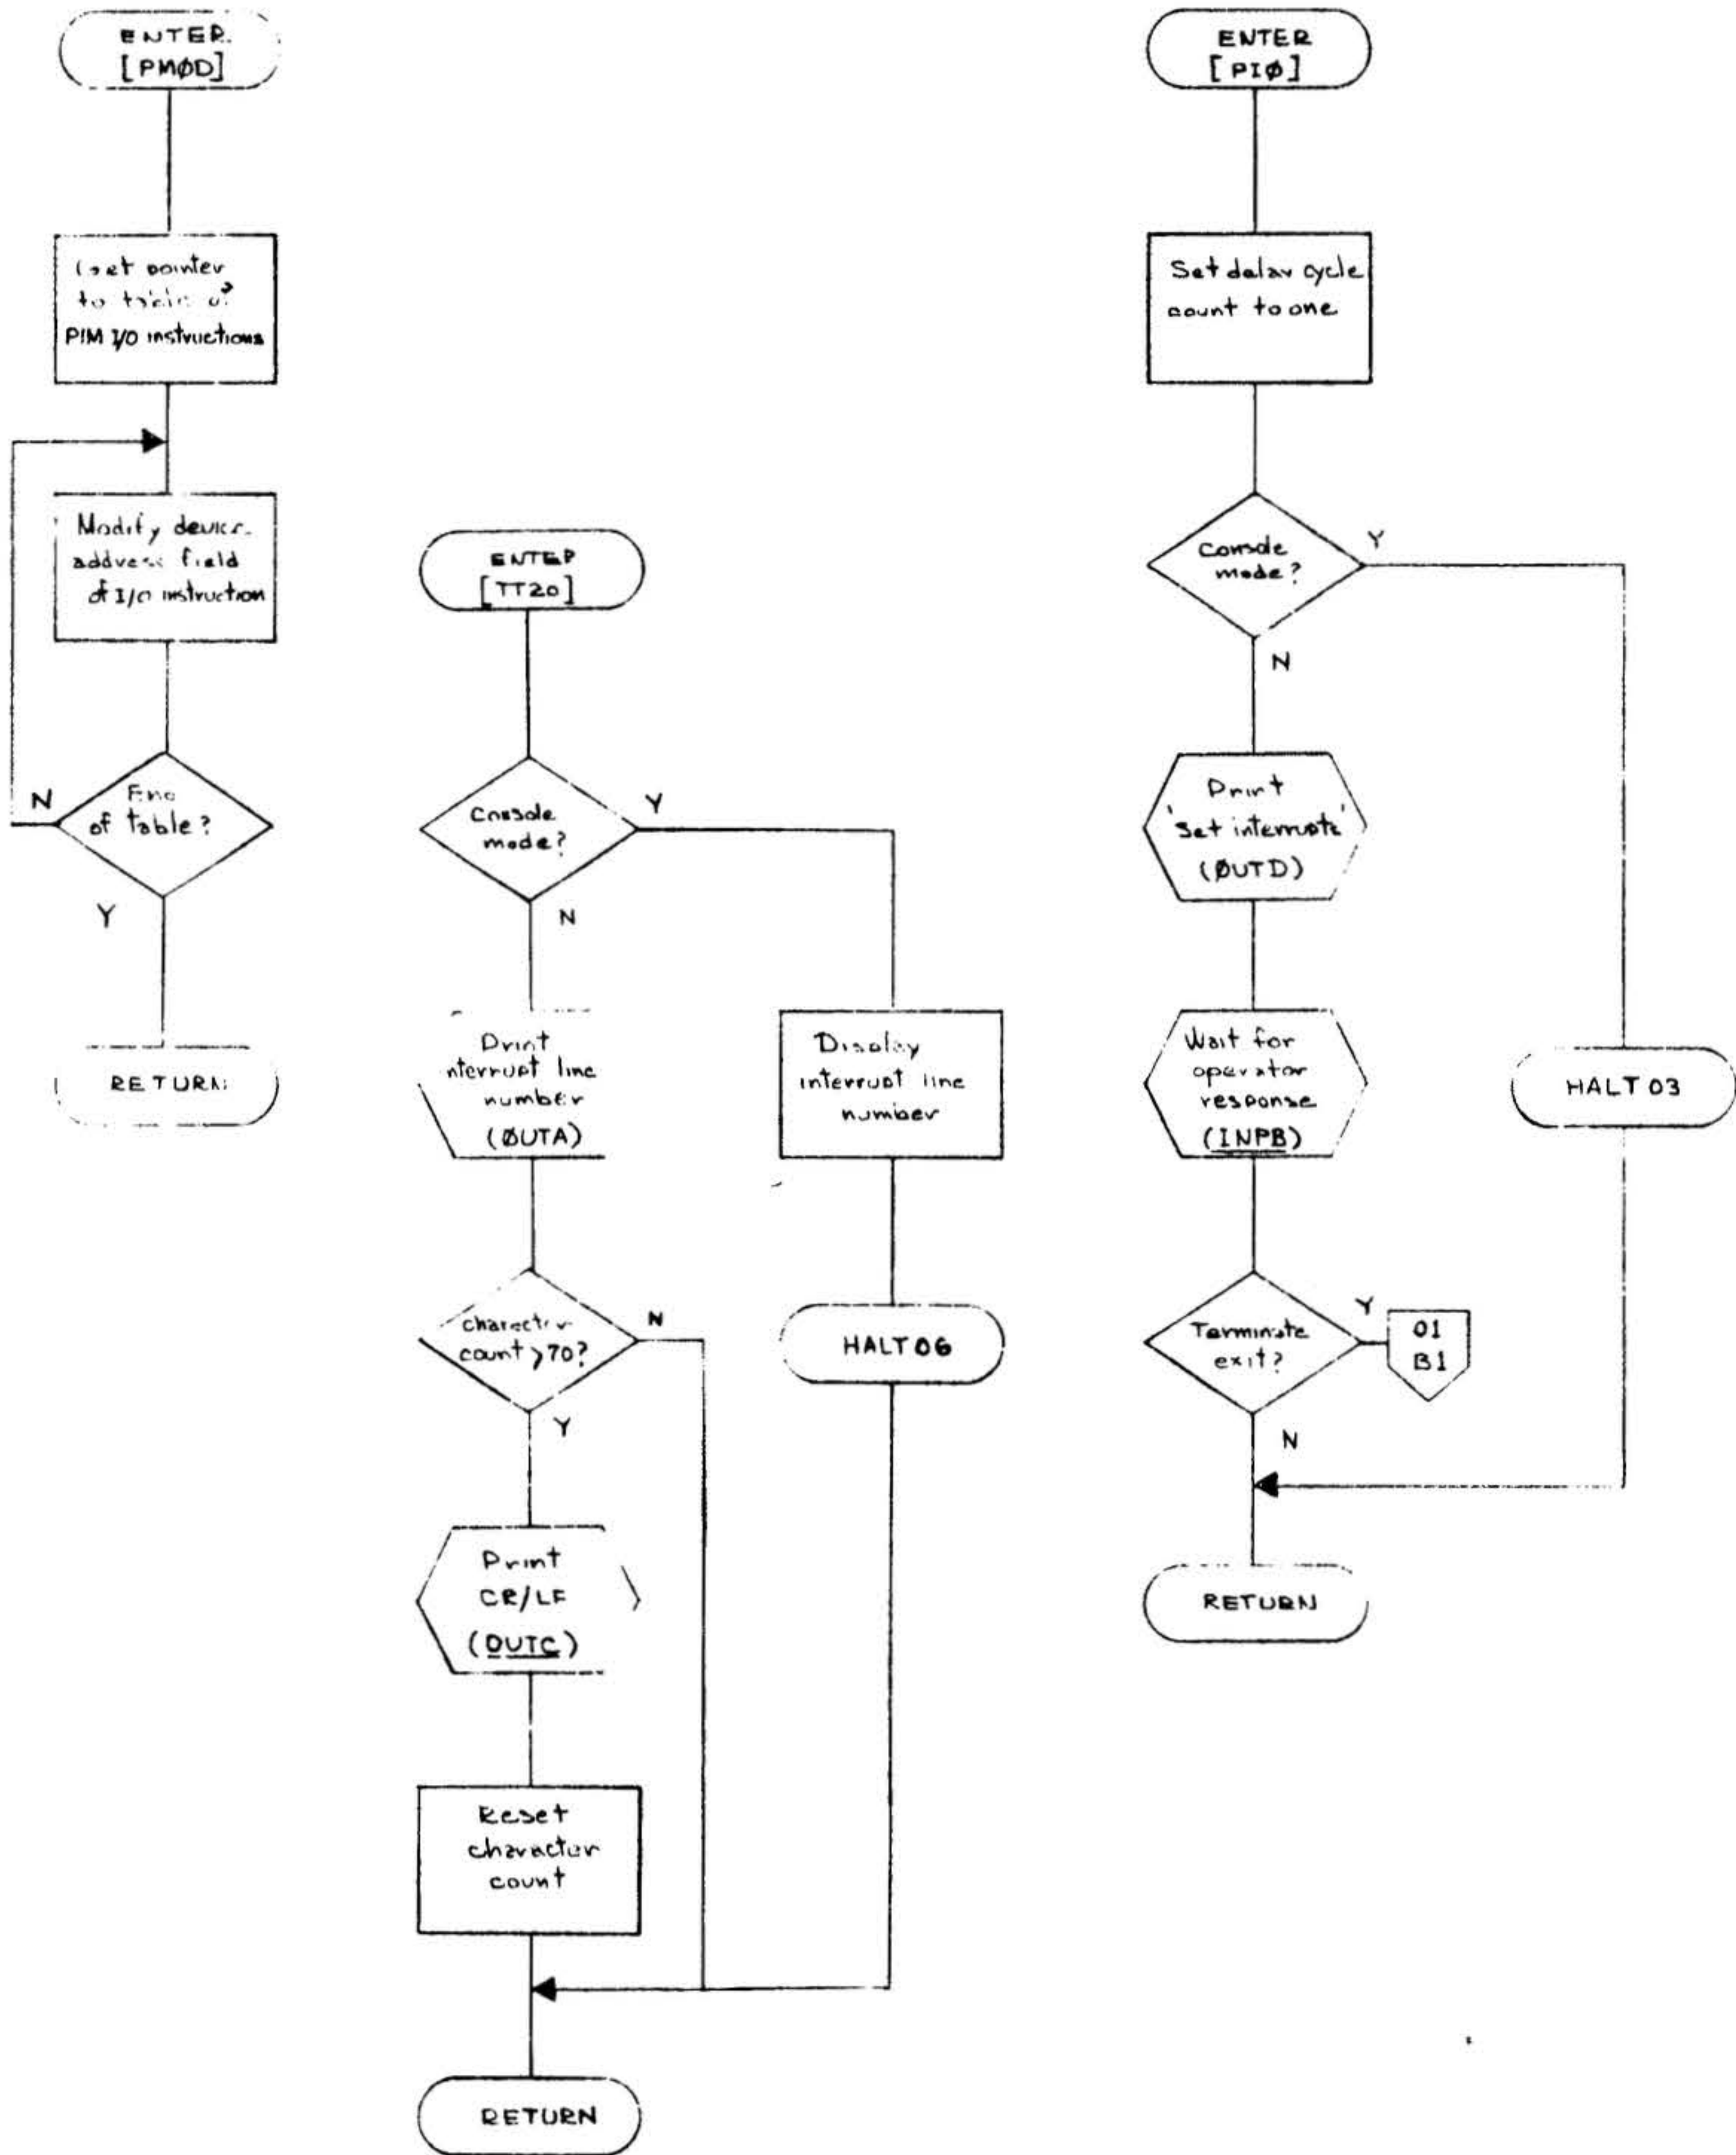 ENTER
[PMØD]
Get pointer
to table of
PIM I/O instructions
Modify device
address field
of I/O instruction
End
of table?
N
Y
RETURN
ENTER
[TT20]
Console
mode?
Y
N
Print
interrupt line
number
(ØUTA)
Display
interrupt line
number
character
count >70?
N
Y
HALT 06
Print
CR/LF
(OUTC)
Reset
character
count
RETURN
ENTER
[PIØ]
Set delay cycle
count to one
Console
mode?
Y
N
Print
'Set interrupts'
(ØUTD)
Wait for
operator
response
(INPB)
HALT 03
Terminate
exit?
Y
01
B1
N
RETURN